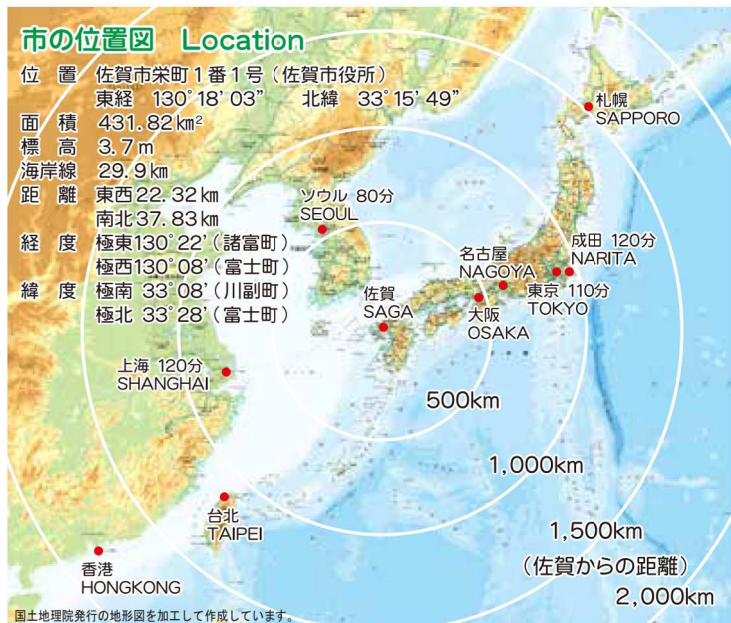 市の位置図 Location
位 置 佐賀市栄町1番1号(佐賀市役所)
東経 130°18'03” 北緯 33°15'49”
面 積 431.82㎢
標 高 3.7m
海岸線 29.9㎞
距 離 東西22.32㎞
南北37.83㎞
経 度 極東130°22'(諸富町)
極西130°08'(富士町)
緯 度 極南 33°08'(川副町)
極北 33°28'(富士町)
札幌
SAPPORO
ソウル 80分
SEOUL
名古屋
NAGOYA
成田 120分
NARITA
東京 110分
TOKYO
佐賀
SAGA
大阪
OSAKA
上海 120分
SHANGHAI
500km
1,000km
台北
TAIPEI
1,500km
(佐賀からの距離)
香港
HONGKONG
2,000km
国土地理院発行の地形図を加工して作成しています。